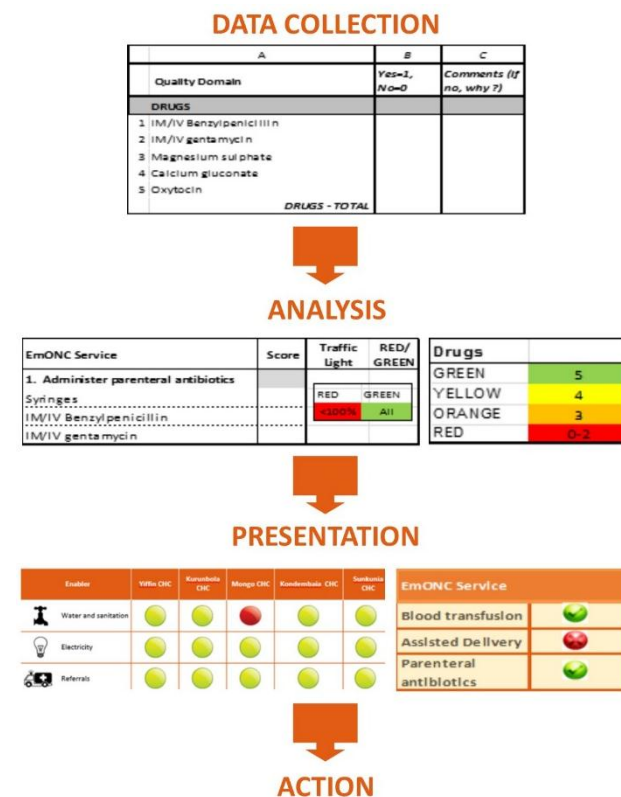 DATA COLLECTION
A B C
Quality Domain Yes=1, No=0 Comments (If no, why ?)
DRUGS
1 IM/IV Benzylpenicillin
2 IM/IV gentamycin
3 Magnesium sulphate
4 Calcium gluconate
5 Oxytocin
DRUGS - TOTAL
ANALYSIS
EmONC Service Score Traffic Light RED/ GREEN
1. Administer parenteral antibiotics
Syringes
IM/IV Benzylpenicillin
IM/IV gentamycin
RED GREEN
<100% All
Drugs
GREEN 5
YELLOW 4
ORANGE 3
RED 0-2
PRESENTATION
Enabler Yiffin CHC Kurubola CHC Mongo CHC Kondembaia CHC Sunkunia CHC
Water and sanitation
Electricity
Referrals
EmONC Service
Blood transfusion
Assisted Delivery
Parenteral
antibiotics
ACTION